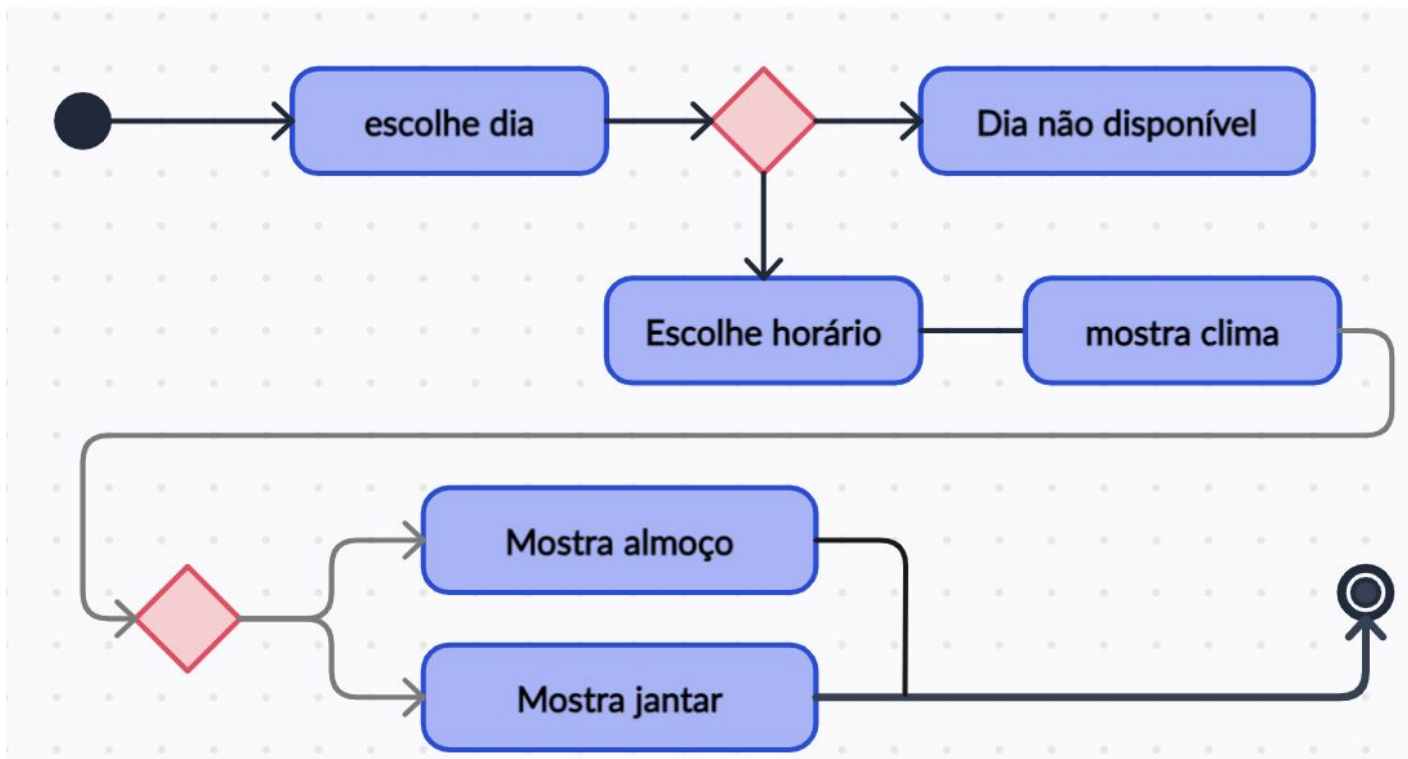 escolhe dia
Dia não disponível
Escolhe horário
mostra clima
Mostra almoço
Mostra jantar